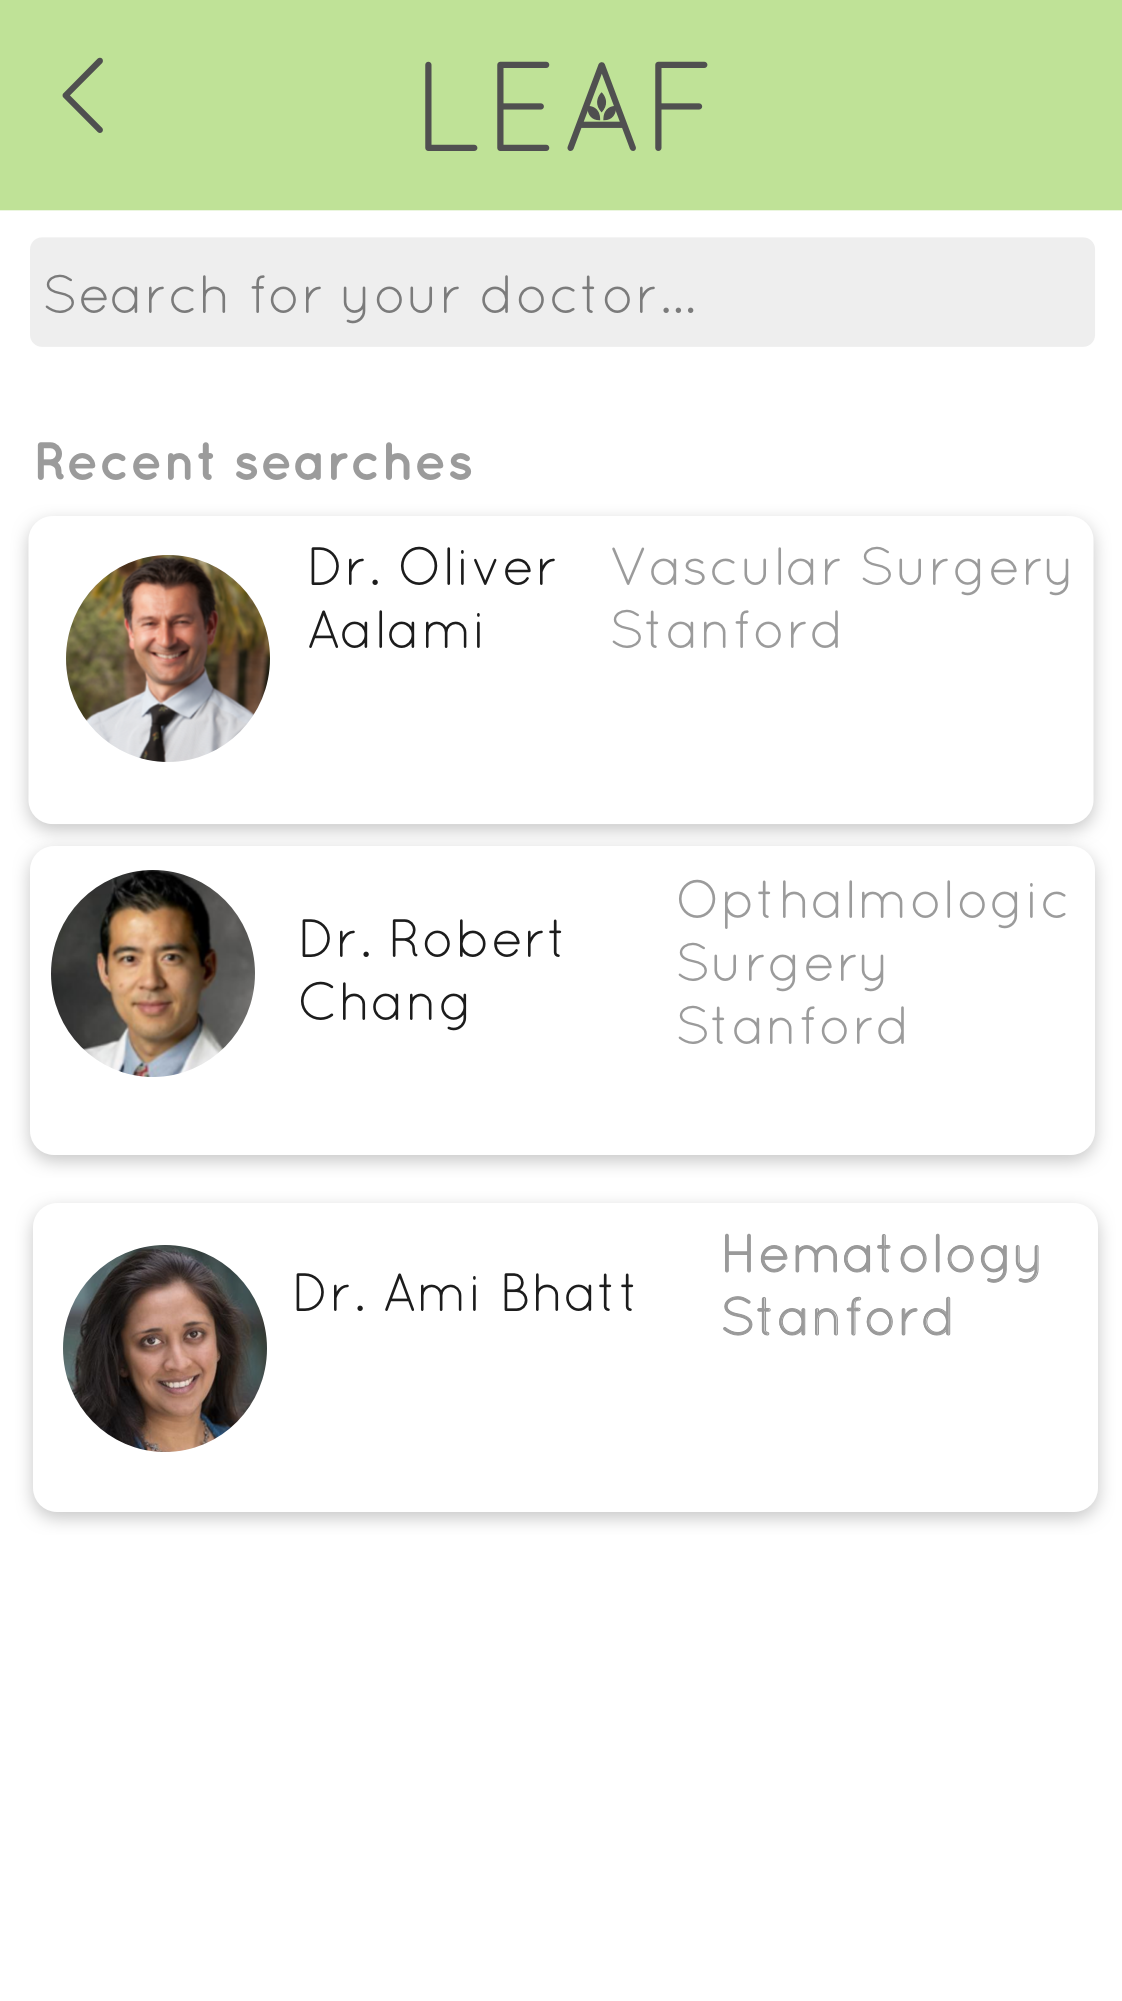 LEAF
Search for your doctor...
Recent searches
Dr. Oliver
Aalami
Vascular Surgery
Stanford
Dr. Robert
Chang
Opthalmologic
Surgery
Stanford
Dr. Ami Bhatt
Hematology
Stanford